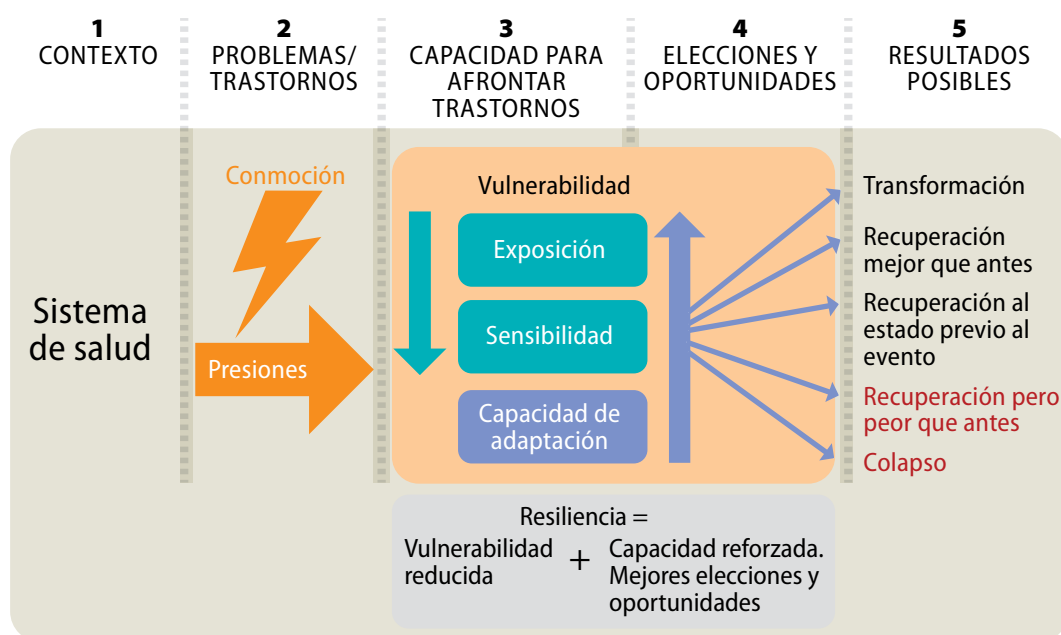 1
CONTEXTO
2
PROBLEMAS/
TRASTORNOS
3
CAPACIDAD PARA
AFRONTAR
TRASTORNOS
4
ELECCIONES Y
OPORTUNIDADES
5
RESULTADOS
POSIBLES
Sistema
de salud
Conmoción
Presiones
Vulnerabilidad
Exposición
Sensibilidad
Capacidad de
adaptación
Transformación
Recuperación
mejor que antes
Recuperación al
estado previo al
evento
Recuperación pero
peor que antes
Colapso
Resiliencia =
Vulnerabilidad
reducida
+
Capacidad reforzada.
Mejores elecciones y
oportunidades